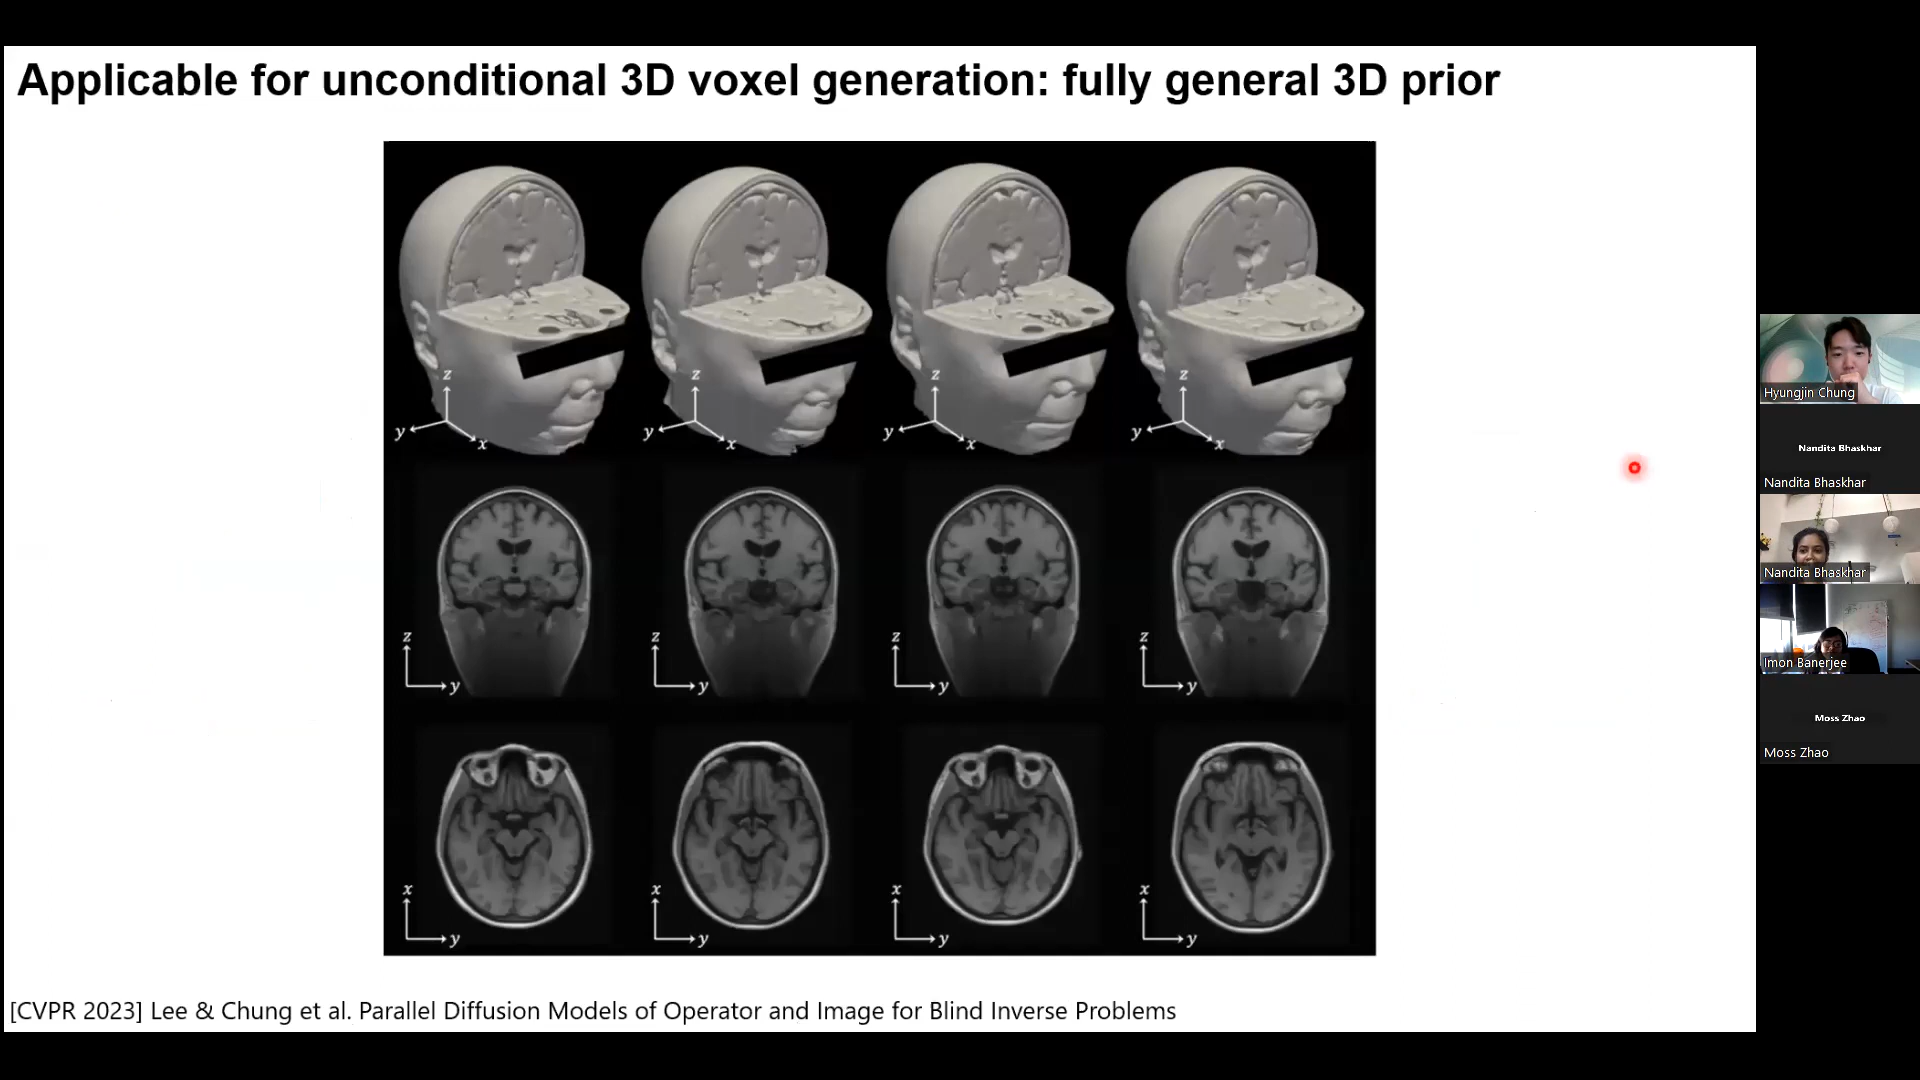 Applicable for unconditional 3D voxel generation: fully general 3D prior
z y x z y x z y x z y x
z y z y z y z y
x y x y x y x y
[CVPR 2023] Lee & Chung et al. Parallel Diffusion Models of Operator and Image for Blind Inverse Problems
Hyungjin Chung
Nandita Bhaskhar
Nandita Bhaskhar
Nandita Bhaskhar
Imon Banerjee
Moss Zhao
Moss Zhao